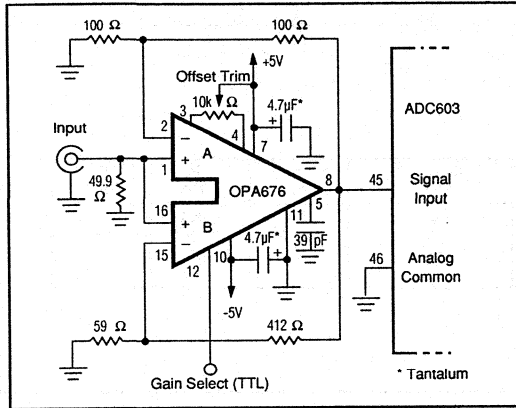 100 Ω
100 Ω
+5V
Offset Trim
ADC603
4.7µF*
+
10k Ω
3
Input
2
4
7
−
A
1
+
8
45
Signal
Input
OPA676
49.9
Ω
16
+
B
11
5
46
Analog
Common
15
−
4.7µF*
+
39 pF
12
10
-5V
59 Ω
412 Ω
Gain Select (TTL)
* Tantalum